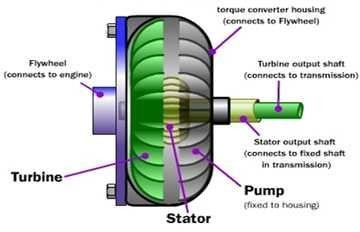 torque converter housing
(connects to Flywheel)
Flywheel
(connects to engine)
Turbine output shaft
(connects to transmission)
Stator output shaft
(connects to fixed shaft
in transmission)
Turbine
Pump
(fixed to housing)
Stator